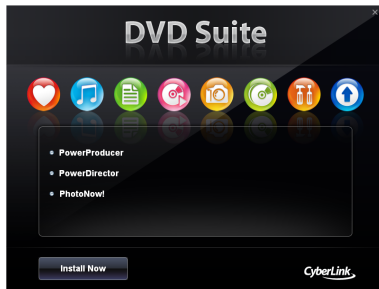 DVD Suite
PowerProducer
PowerDirector
PhotoNow!
Install Now
CyberLink